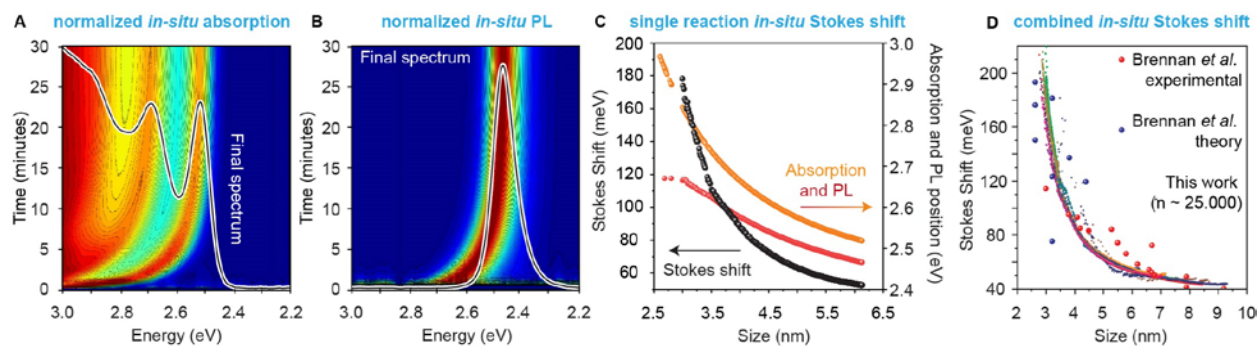 A normalized in-situ absorption
30
25
20
15
10
5
0
Time (minutes)
3.0 2.8 2.6 2.4 2.2
Energy (eV)
Final spectrum
B normalized in-situ PL
30
25
20
15
10
5
0
Time (minutes)
Final spectrum
3.0 2.8 2.6 2.4 2.2
Energy (eV)
C single reaction in-situ Stokes shift
200
180
160
140
120
100
80
60
Stokes Shift (meV)
3.0
2.9
2.8
2.7
2.6
2.5
2.4
Absorption and PL position (eV)
Absorption
and PL
Stokes shift
2.5 3.5 4.5 5.5 6.5
Size (nm)
D combined in-situ Stokes shift
200
160
120
80
40
Stokes Shift (meV)
Brennan et al.
experimental
Brennan et al.
theory
This work
(n ~ 25.000)
2 3 4 5 6 7 8 9 10
Size (nm)